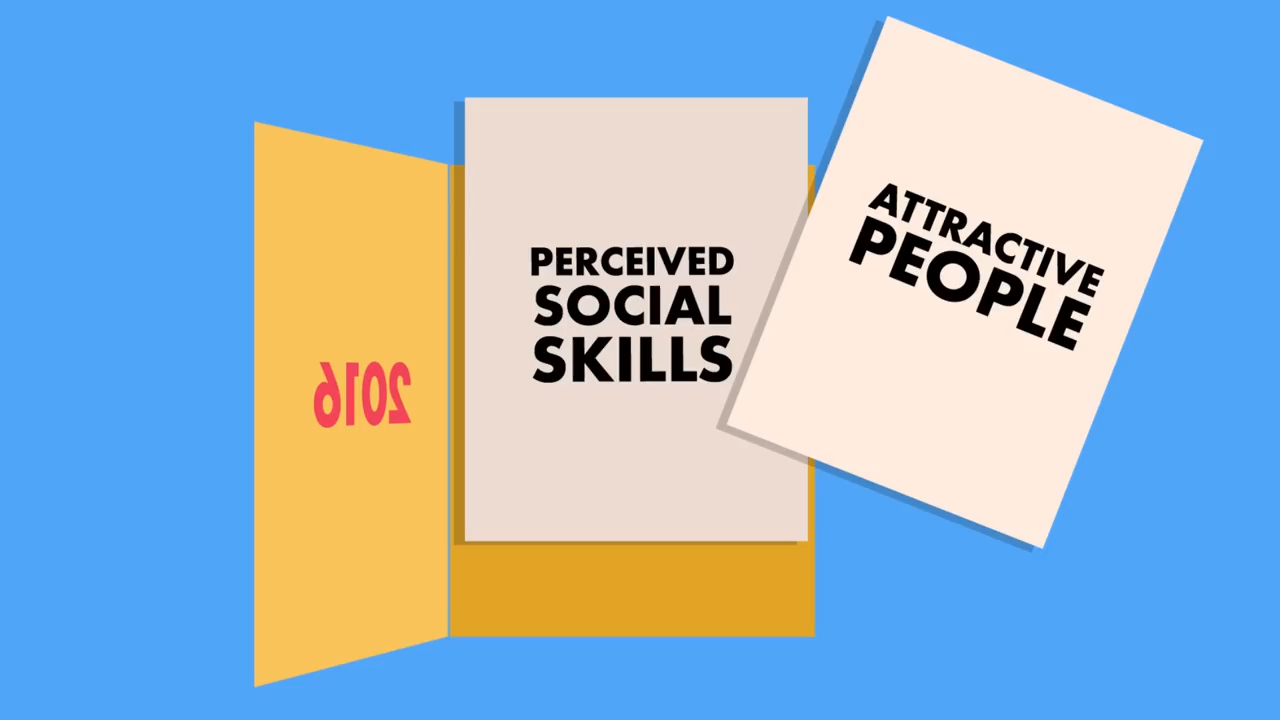 2016
PERCEIVED
SOCIAL
SKILLS
ATTRACTIVE
PEOPLE